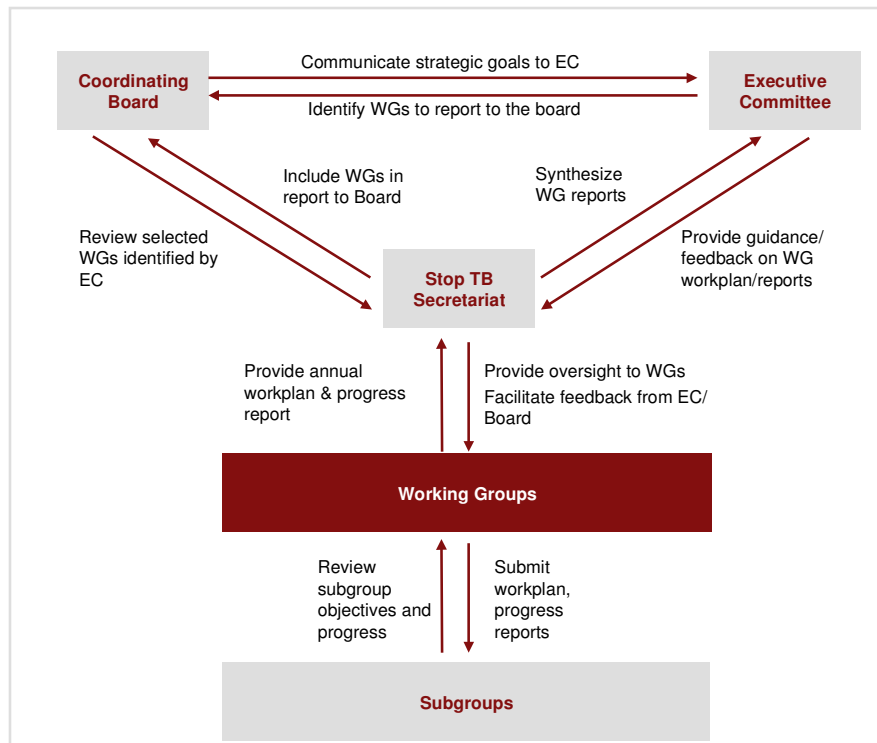 Communicate strategic goals to EC
Coordinating
Board
Executive
Committee
Identify WGs to report to the board
Include WGs in
report to Board
Synthesize
WG reports
Review selected
WGs identified by
EC
Provide guidance/
feedback on WG
workplan/reports
Stop TB
Secretariat
Provide annual
workplan & progress
report
Provide oversight to WGs
Facilitate feedback from EC/
Board
Working Groups
Review
subgroup
objectives and
progress
Submit
workplan,
progress
reports
Subgroups